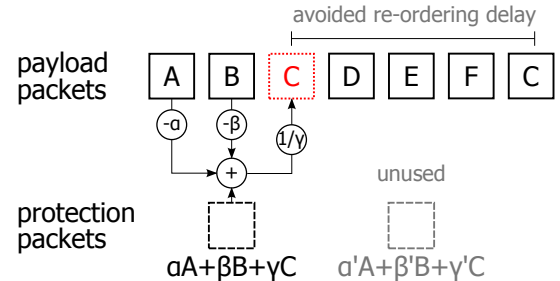 avoided re-ordering delay
payload packets
A B C D E F C
-α -β 1/γ
+
unused
protection packets
αA+βB+γC α'A+β'B+γ'C